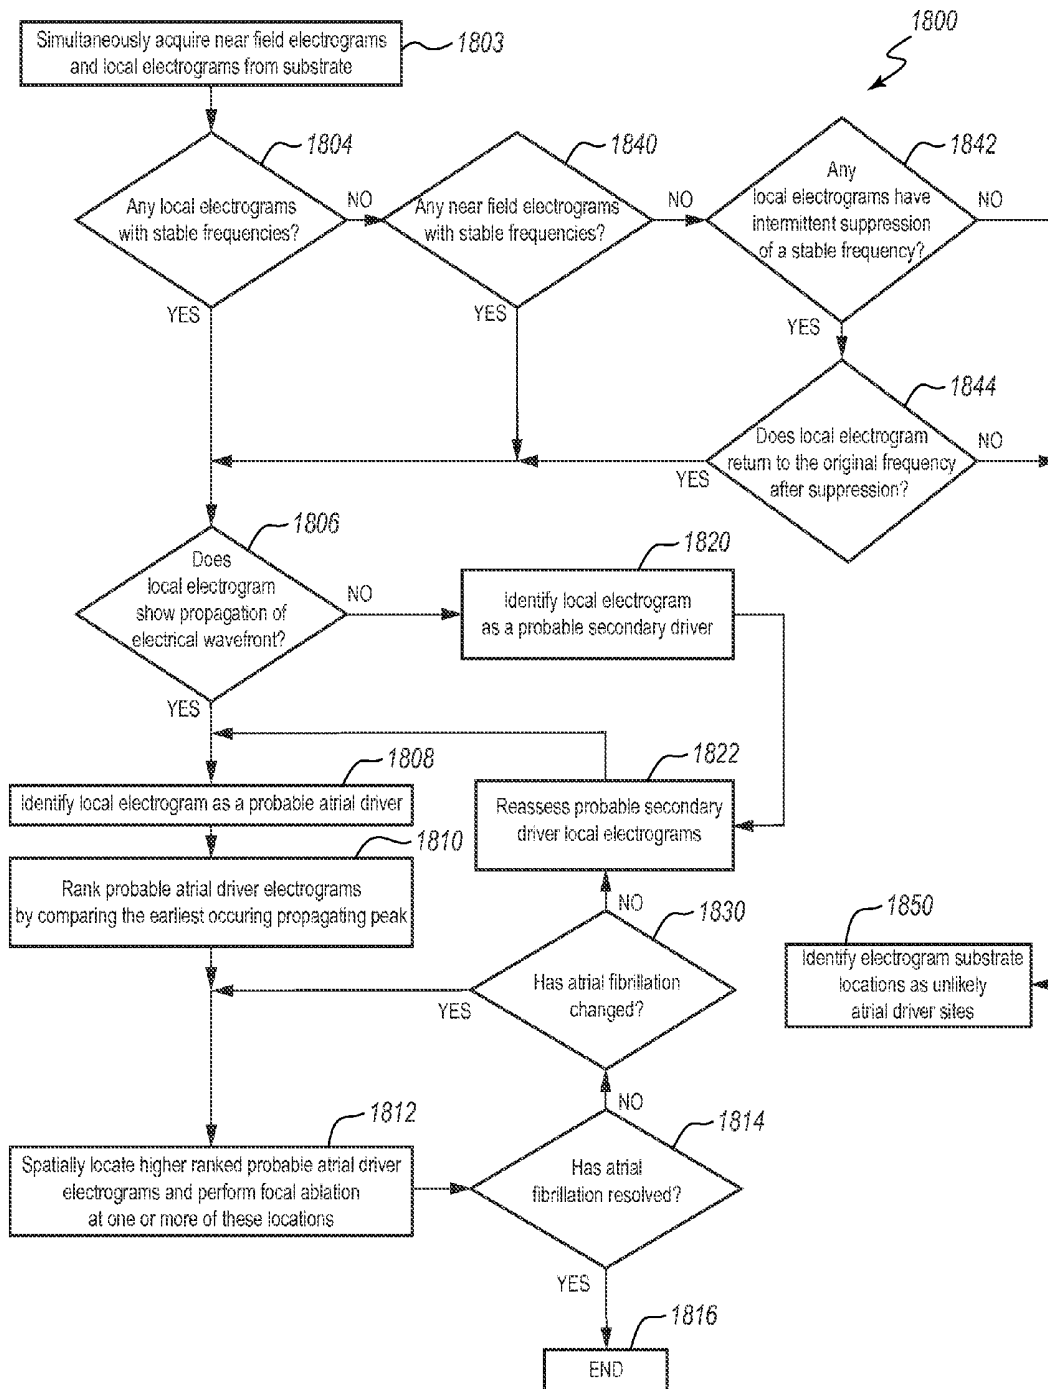 1800
Simultaneously acquire near field electrograms
and local electrograms from substrate
1803
1804
Any local electrograms
with stable frequencies?
NO
YES
1840
Any near field electrograms
with stable frequencies?
NO
YES
1842
Any
local electrograms have
intermittent suppression
of a stable frequency?
NO
YES
1844
Does local electrogram
return to the original frequency
after suppression?
NO
YES
1806
Does
local electrogram
show propagation of
electrical wavefront?
NO
YES
1820
Identify local electrogram
as a probable secondary driver
1822
Reassess probable secondary
driver local electrograms
1808
Identify local electrogram as a probable atrial driver
1810
Rank probable atrial driver electrograms
by comparing the earliest occuring propagating peak
NO
1830
Has atrial fibrillation
changed?
YES
1850
Identify electrogram substrate
locations as unlikely
atrial driver sites
NO
1812
Spatially locate higher ranked probable atrial driver
electrograms and perform focal ablation
at one or more of these locations
1814
Has atrial
fibrillation resolved?
YES
1816
END